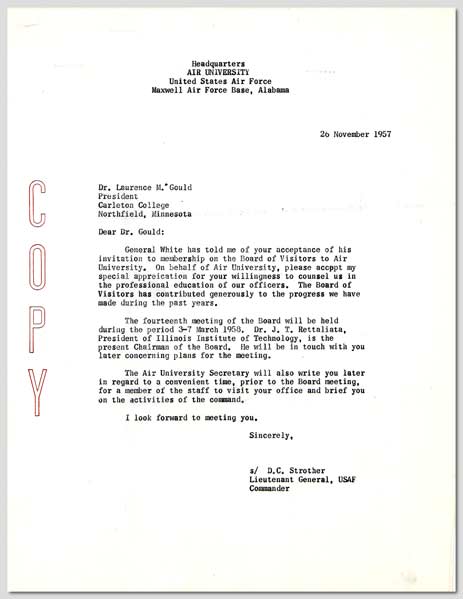 Headquarters
AIR UNIVERSITY
United States Air Force
Maxwell Air Force Base, Alabama
26 November 1957
COPY
Dr. Laurence M. Gould
President
Carleton College
Northfield, Minnesota
Dear Dr. Gould:
General White has told me of your acceptance of his
invitation to membership on the Board of Visitors to Air
University. On behalf of Air University, please accept my
special appreication for your willingness to counsel us in
the professional education of our officers. The Board of
Visitors has contributed generously to the progress we have
made during the past years.
The fourteenth meeting of the Board will be held
during the period 3-7 March 1958. Dr. J. T. Rettaliata,
President of Illinois Institute of Technology, is the
present Chairman of the Board. He will be in touch with you
later concerning plans for the meeting.
The Air University Secretary will also write you later
in regard to a convenient time, prior to the Board meeting,
for a member of the staff to visit your office and brief you
on the activities of the command.
I look forward to meeting you.
Sincerely,
s/ D.C. Strother
Lieutenant General, USAF
Commander